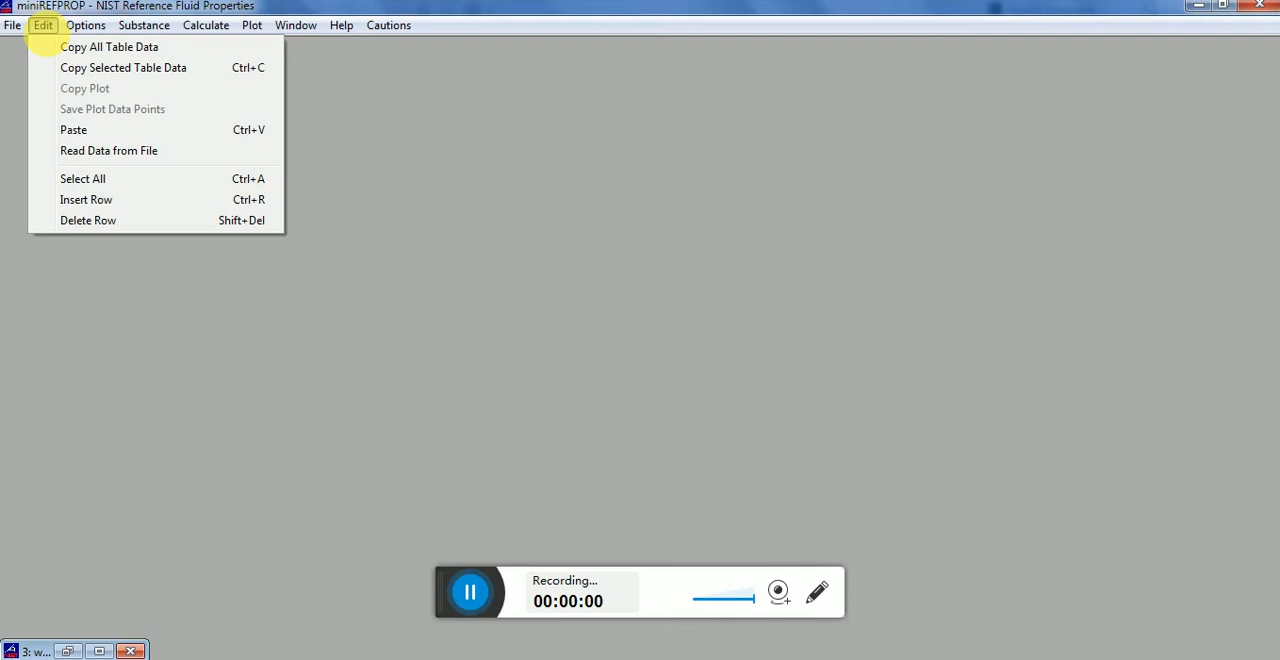 miniREFPROP - NIST Reference Fluid Properties
File Edit Options Substance Calculate Plot Window Help Cautions
Copy All Table Data
Copy Selected Table Data Ctrl+C
Copy Plot
Save Plot Data Points
Paste Ctrl+V
Read Data from File
Select All Ctrl+A
Insert Row Ctrl+R
Delete Row Shift+Del
Recording...
00:00:00
3: w...